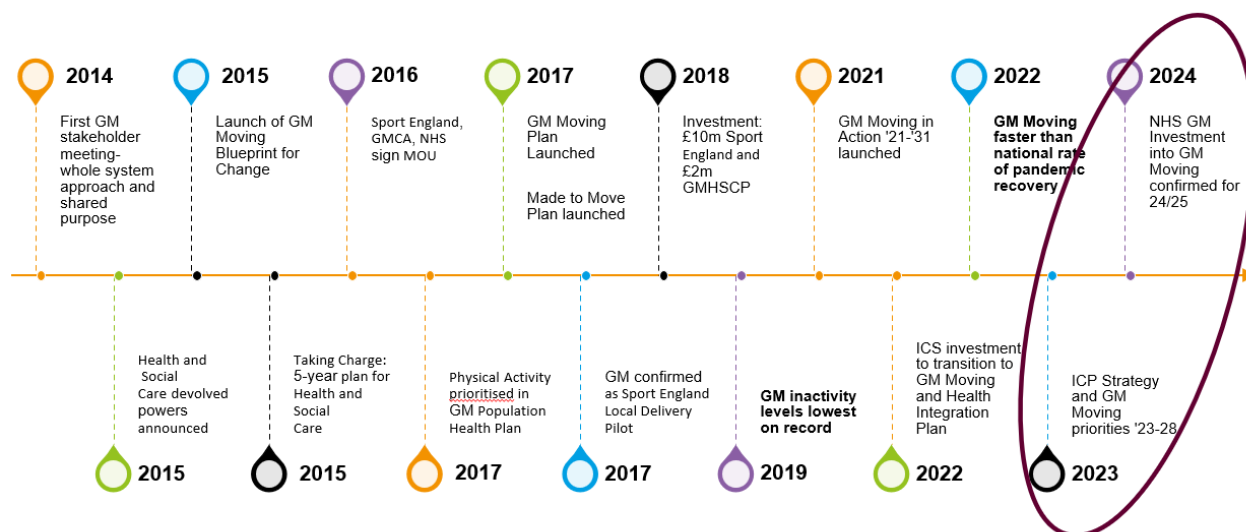 2014
First GM
stakeholder
meeting-
whole system
approach and
shared
purpose
2015
Launch of GM
Moving
Blueprint for
Change
2016
Sport England,
GMCA, NHS
sign MOU
2017
GM Moving
Plan
Launched
Made to Move
Plan launched
2018
Investment:
£10m Sport
England and
£2m
GMHSCP
2021
GM Moving in
Action '21-'31
launched
2022
GM Moving
faster than
national rate
of pandemic
recovery
2024
NHS GM
Investment
into GM
Moving
confirmed for
24/25
Health and
Social
Care devolved
powers
announced
2015
Taking Charge:
5-year plan for
Health and
Social
Care
2015
Physical Activity
prioritised in
GM Population
Health Plan
2017
GM confirmed
as Sport England
Local Delivery
Pilot
2017
GM inactivity
levels lowest
on record
2019
ICS investment
to transition to
GM Moving
and Health
Integration
Plan
2022
ICP Strategy
and GM
Moving
priorities '23-28
2023